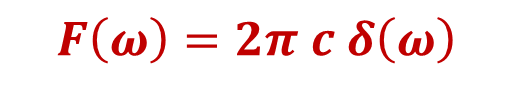 F(ω) = 2π c δ(ω)